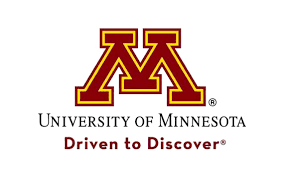 M®
UNIVERSITY OF MINNESOTA
Driven to Discover®